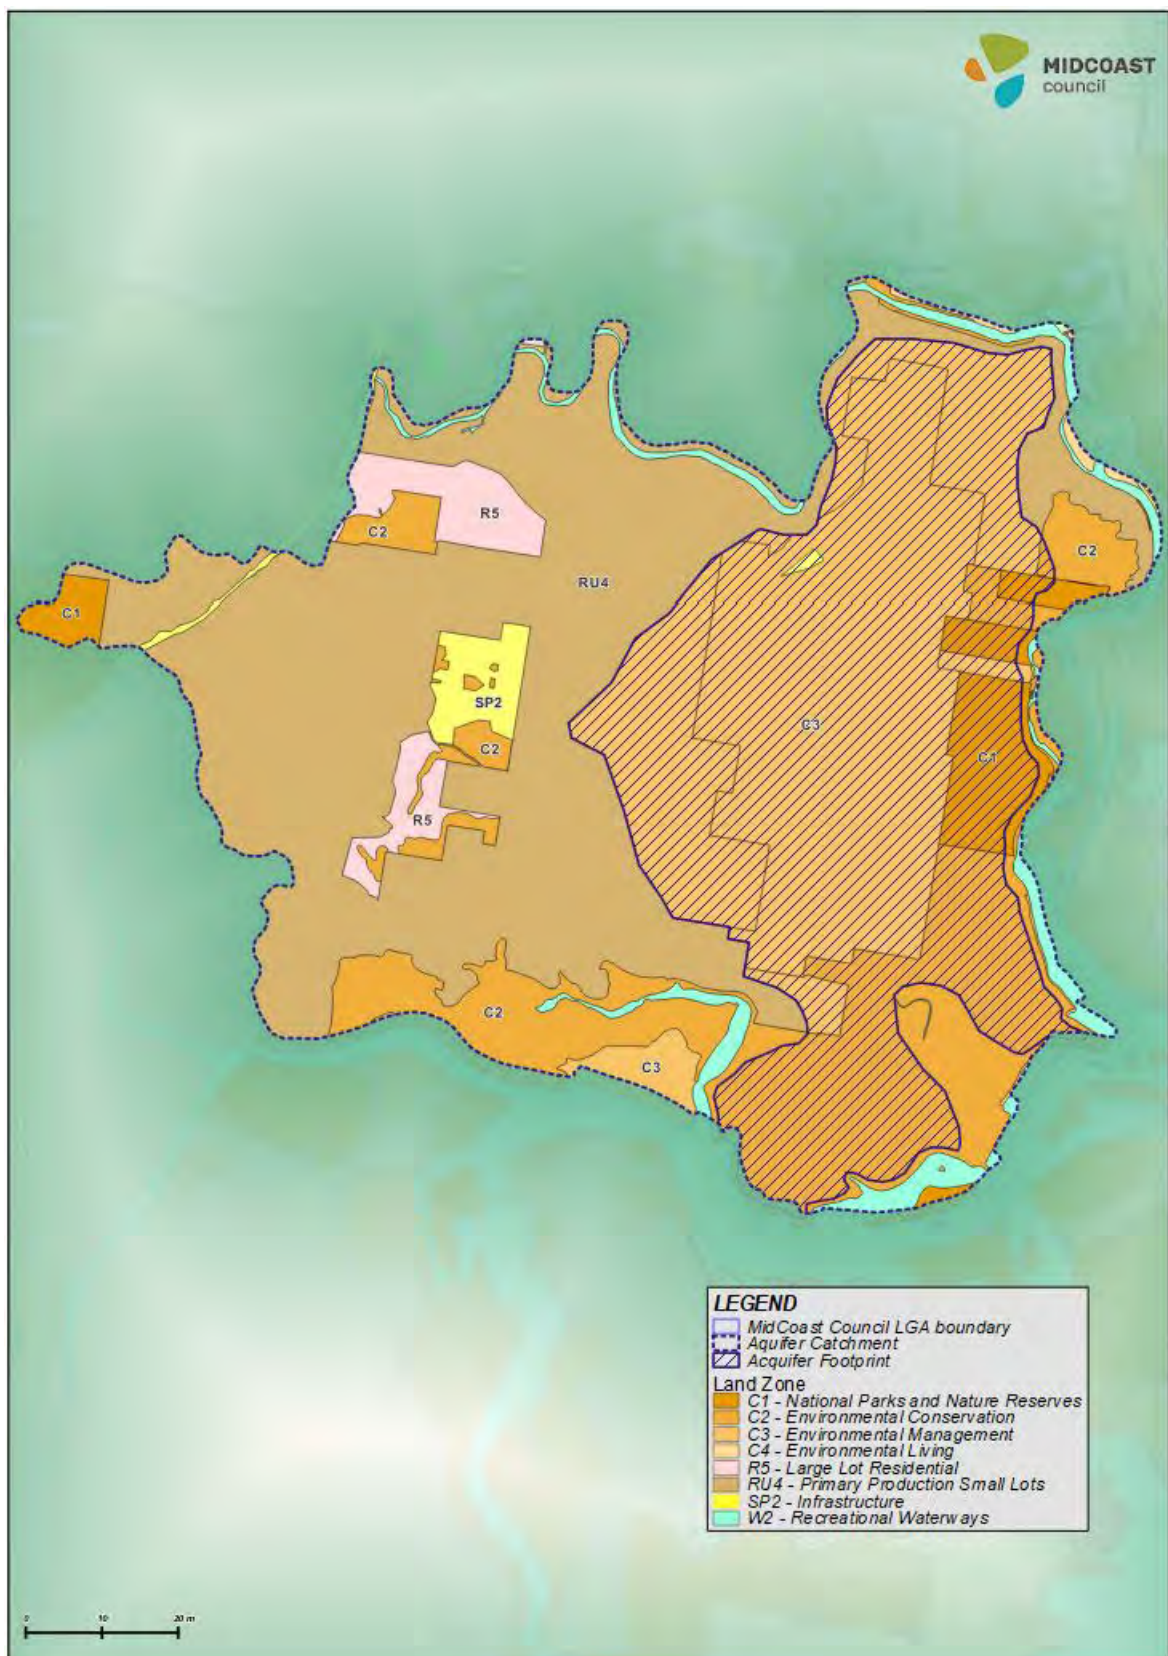 MIDCOAST
council
R5
C2
C2
RU4
C1
SP2
C3
C2
C1
R5
C2
C3
LEGEND
MidCoast Council LGA boundary
Aquifer Catchment
Acquifer Footprint
Land Zone
C1 - National Parks and Nature Reserves
C2 - Environmental Conservation
C3 - Environmental Management
C4 - Environmental Living
R5 - Large Lot Residential
RU4 - Primary Production Small Lots
SP2 - Infrastructure
W2 - Recreational Waterways
0 10 20 m